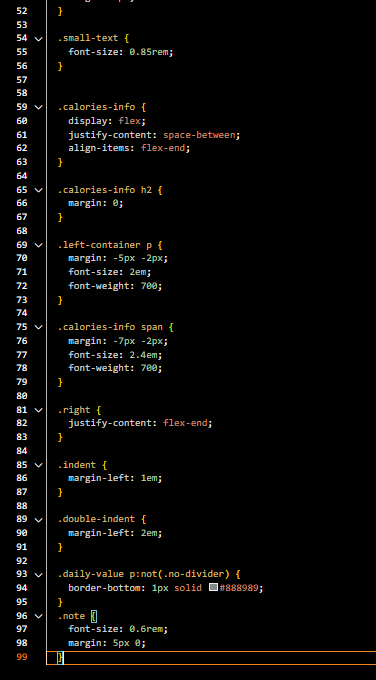 52 }
53
54 .small-text {
55 font-size: 0.85rem;
56 }
57
58
59 .calories-info {
60 display: flex;
61 justify-content: space-between;
62 align-items: flex-end;
63 }
64
65 .calories-info h2 {
66 margin: 0;
67 }
68
69 .left-container p {
70 margin: -5px -2px;
71 font-size: 2em;
72 font-weight: 700;
73 }
74
75 .calories-info span {
76 margin: -7px -2px;
77 font-size: 2.4em;
78 font-weight: 700;
79 }
80
81 .right {
82 justify-content: flex-end;
83 }
84
85 .indent {
86 margin-left: 1em;
87 }
88
89 .double-indent {
90 margin-left: 2em;
91 }
92
93 .daily-value p:not(.no-divider) {
94 border-bottom: 1px solid #888989;
95 }
96 .note {
97 font-size: 0.6rem;
98 margin: 5px 0;
99 }